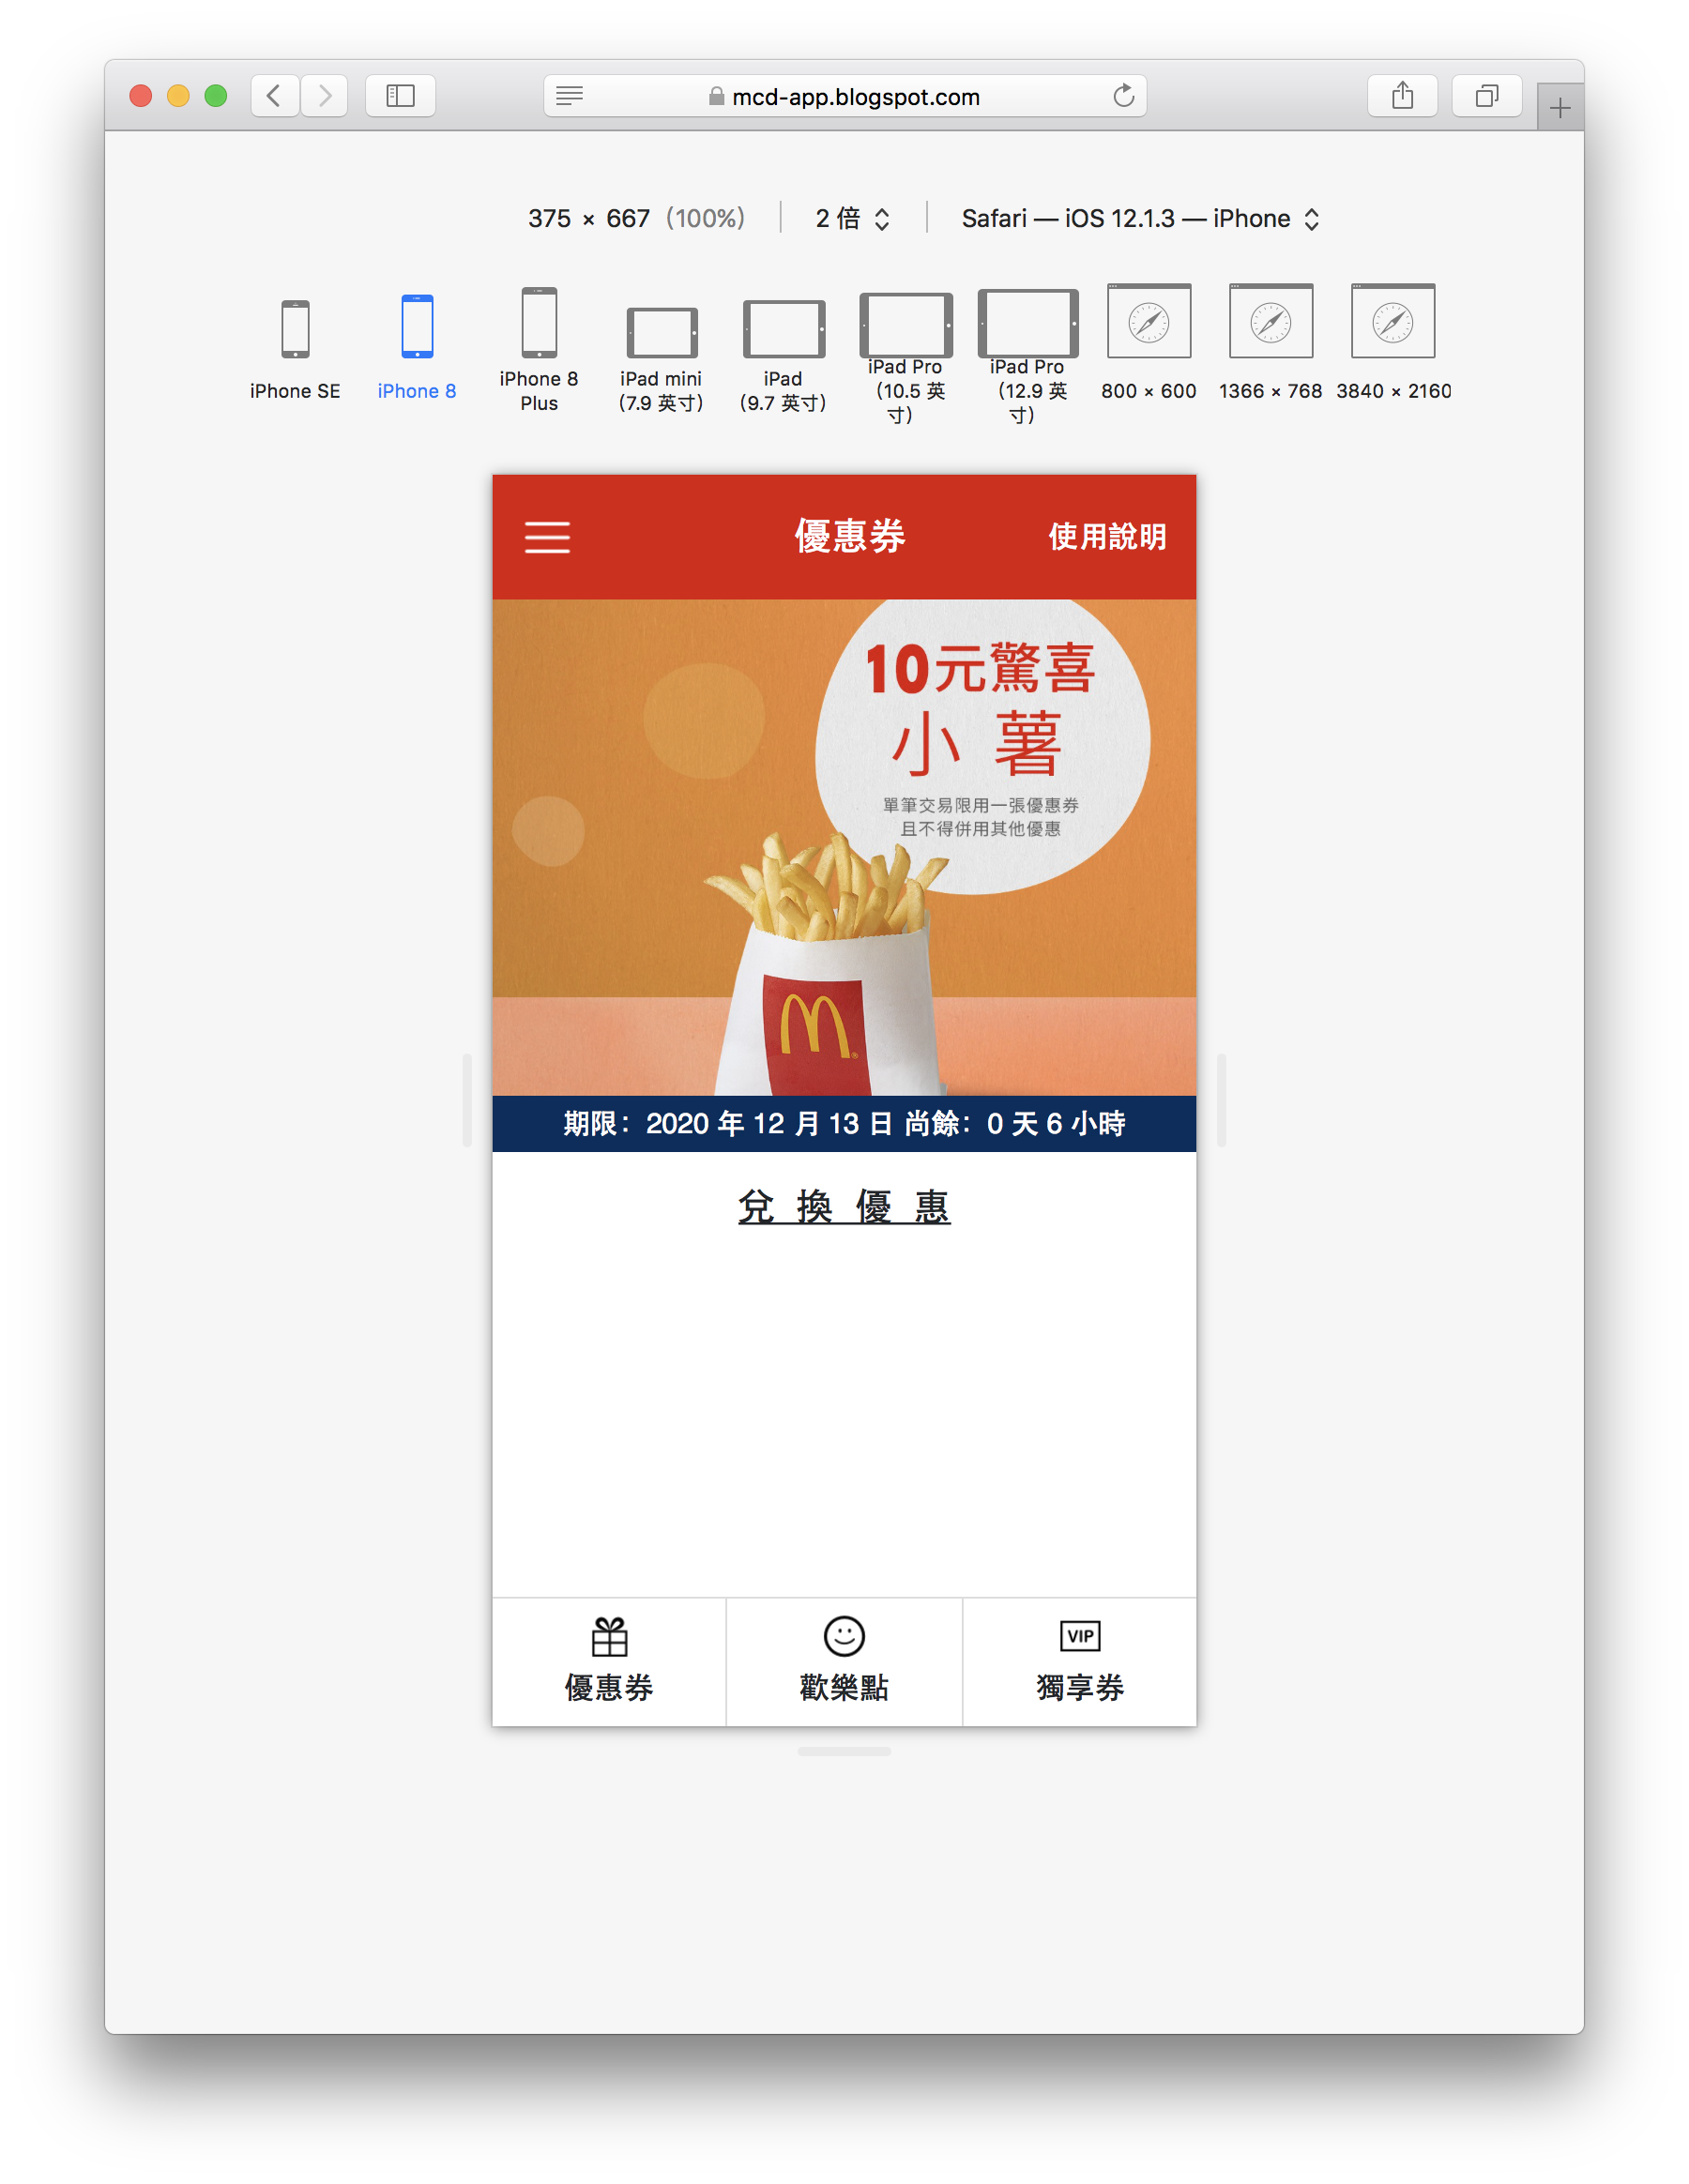 mcd-app.blogspot.com
375 × 667 (100%)
2 倍
Safari — iOS 12.1.3 — iPhone
iPhone SE
iPhone 8
iPhone 8
Plus
iPad mini
(7.9 英寸)
iPad
(9.7 英寸)
iPad Pro
(10.5 英
寸)
iPad Pro
(12.9 英
寸)
800 × 600
1366 × 768
3840 × 2160
優惠券
使用說明
10元驚喜
小薯
單筆交易限用一張優惠券
且不得併用其他優惠
期限：2020 年 12 月 13 日 尚餘：0 天 6 小時
兌 換 優 惠
優惠券
歡樂點
VIP
獨享券